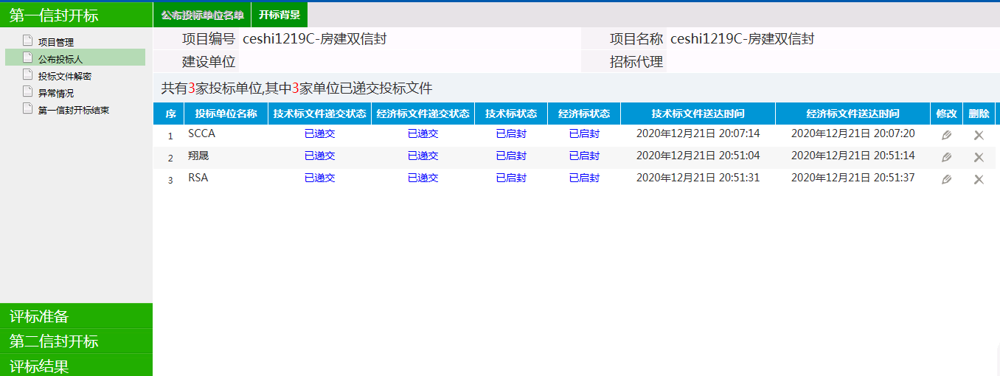 第一信封开标
公布投标单位名单 开标背景
项目管理
公布投标人
投标文件解密
异常情况
第一信封开标结束
项目编号 ceshi1219C-房建双信封 项目名称 ceshi1219C-房建双信封
建设单位 招标代理
共有3家投标单位,其中3家单位已递交投标文件
序 投标单位名称 技术标文件递交状态 经济标文件递交状态 技术标状态 经济标状态 技术标文件送达时间 经济标文件送达时间 修改 删除
1 SCCA 已递交 已递交 已启封 已启封 2020年12月21日 20:07:14 2020年12月21日 20:07:20
2 翔晟 已递交 已递交 已启封 已启封 2020年12月21日 20:51:04 2020年12月21日 20:51:14
3 RSA 已递交 已递交 已启封 已启封 2020年12月21日 20:51:31 2020年12月21日 20:51:37
评标准备
第二信封开标
评标结果